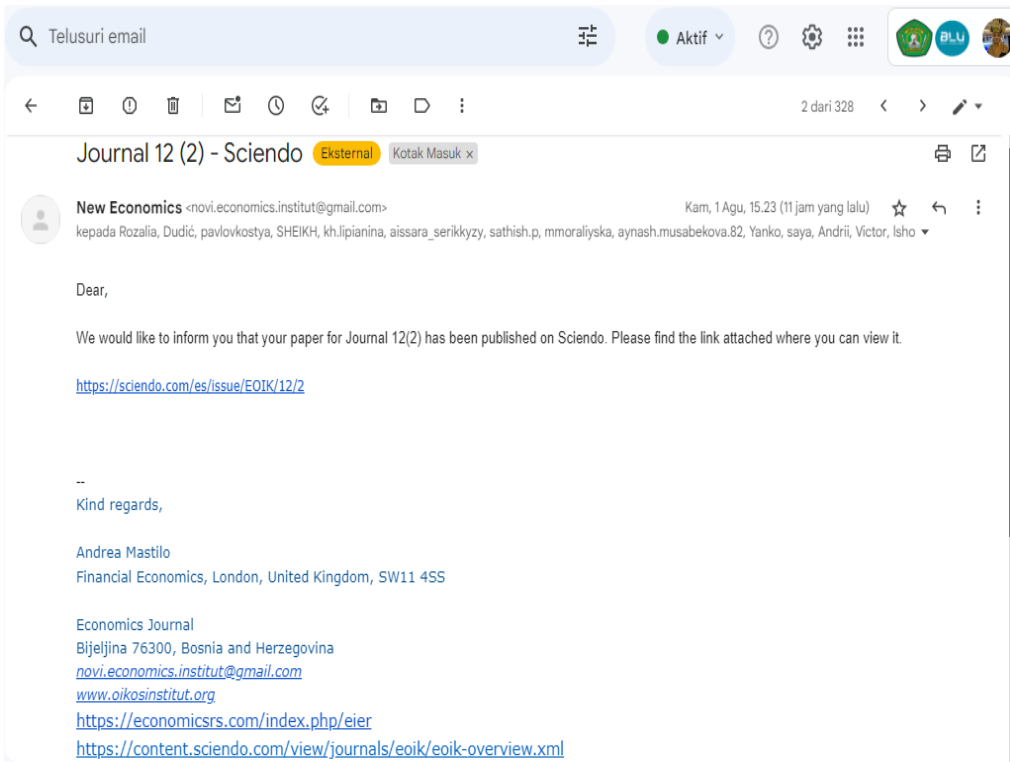 Telusuri email
Aktif
BLU
2 dari 328
Journal 12 (2) - Sciendo Eksternal Kotak Masuk x
New Economics <novi.economics.institut@gmail.com> Kam, 1 Agu, 15.23 (11 jam yang lalu)
kepada Rozalia, Dudić, pavlovkostya, SHEIKH, kh.lipianina, aissara_serikkyzy, sathish.p, mmoraliyska, aynash.musabekova.82, Yanko, saya, Andrii, Victor, Isho
Dear,
We would like to inform you that your paper for Journal 12(2) has been published on Sciendo. Please find the link attached where you can view it.
https://sciendo.com/es/issue/EOIK/12/2
--
Kind regards,
Andrea Mastilo
Financial Economics, London, United Kingdom, SW11 4SS
Economics Journal
Bijeljina 76300, Bosnia and Herzegovina
novi.economics.institut@gmail.com
www.oikosinstitut.org
https://economicsrs.com/index.php/eier
https://content.sciendo.com/view/journals/eoik/eoik-overview.xml